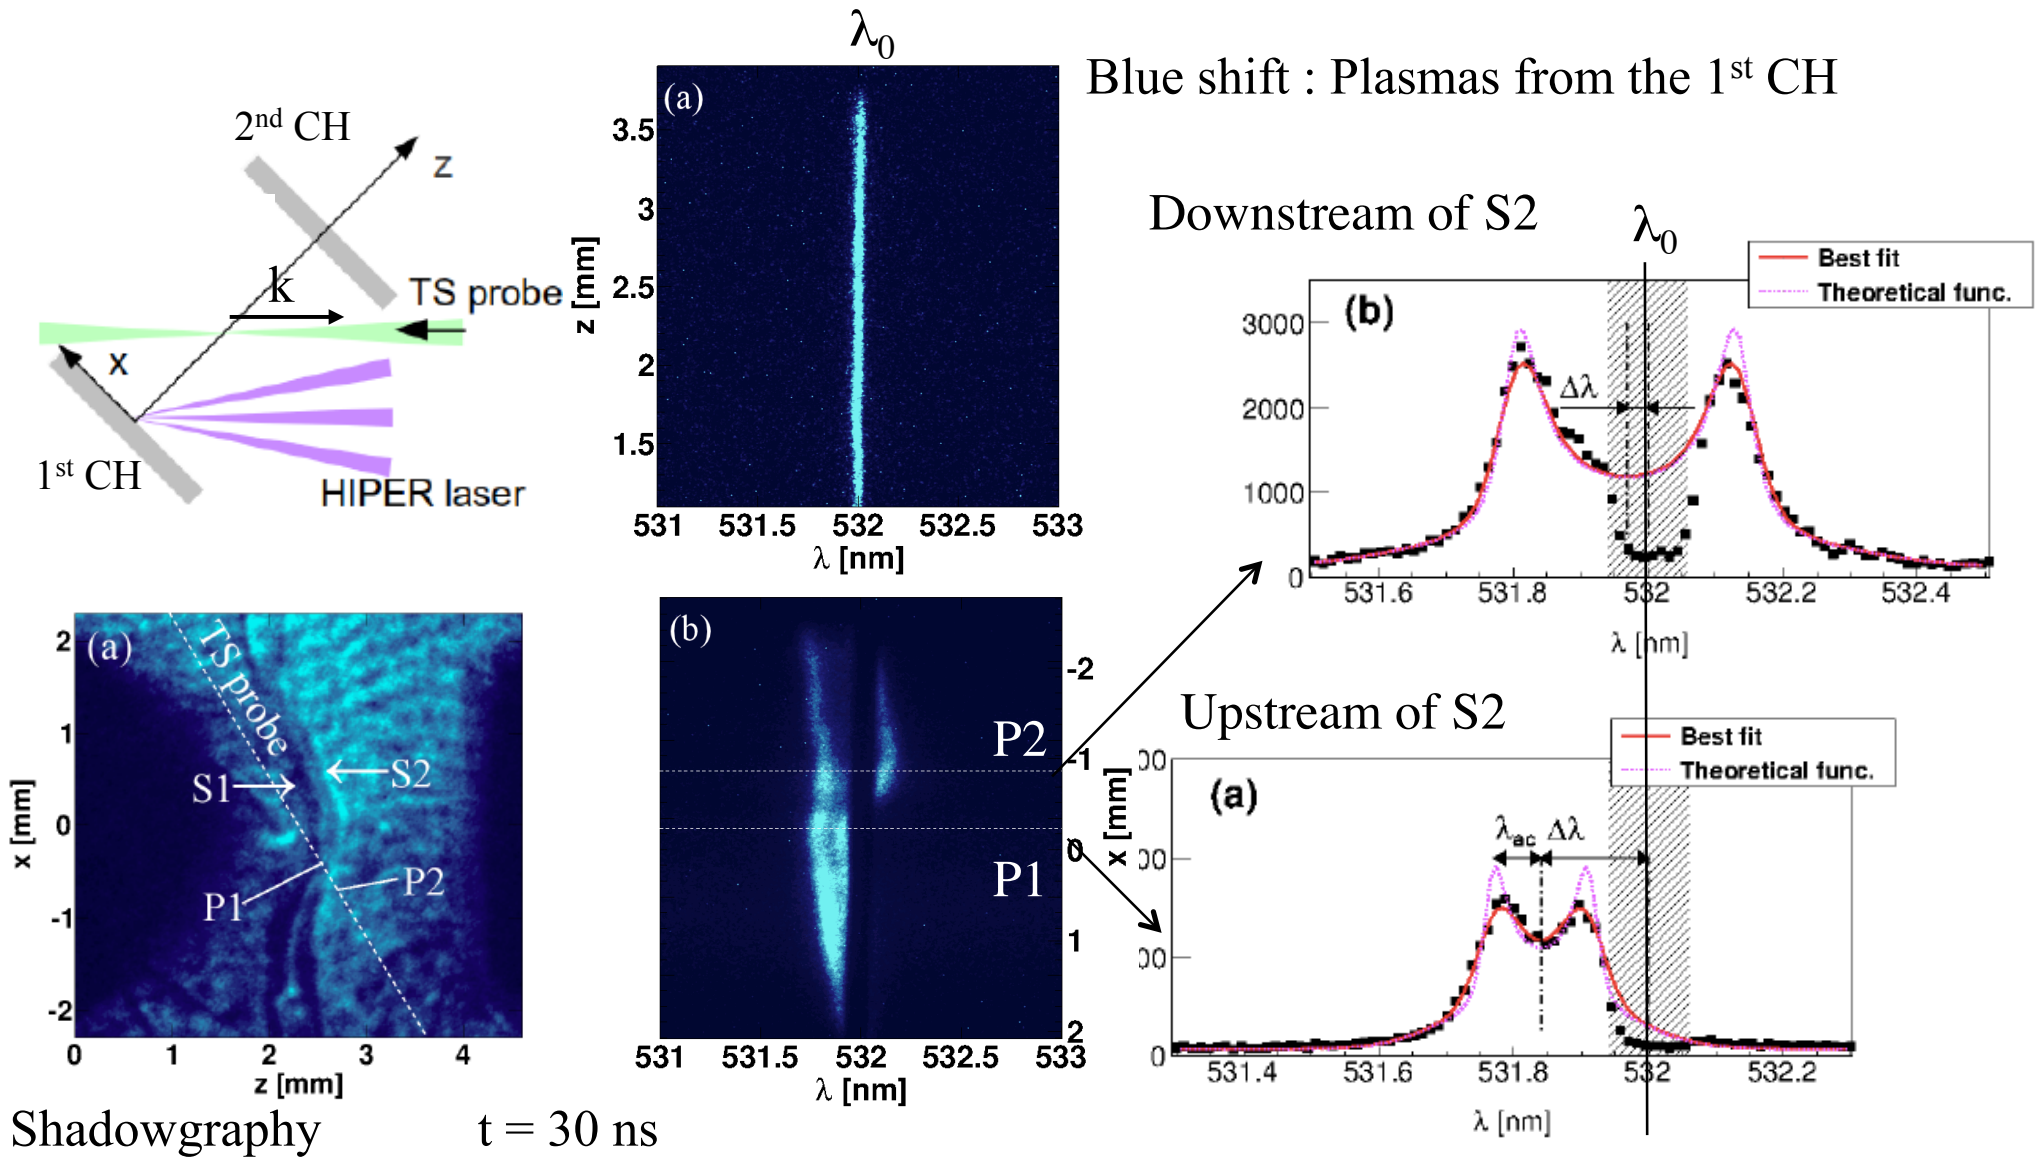 λ0
Blue shift : Plasmas from the 1st CH
2nd CH
z
k
TS probe
x
1st CH
HIPER laser
(a)
z [mm]
3.5
3
2.5
2
1.5
531 531.5 532 532.5 533
λ [nm]
Downstream of S2
λ0
Best fit
Theoretical func.
(b)
3000
2000
1000
0
Δλ
531.6 531.8 532 532.2 532.4
λ [nm]
(a)
TS probe
S1
S2
P1
P2
x [mm]
2
1
0
-1
-2
0 1 2 3 4
z [mm]
Shadowgraphy
t = 30 ns
(b)
P2
P1
-2
-1
0
1
2
x [mm]
531 531.5 532 532.5 533
λ [nm]
Upstream of S2
Best fit
Theoretical func.
(a)
00
00
00
0
λac Δλ
531.4 531.6 531.8 532 532.2
λ [nm]